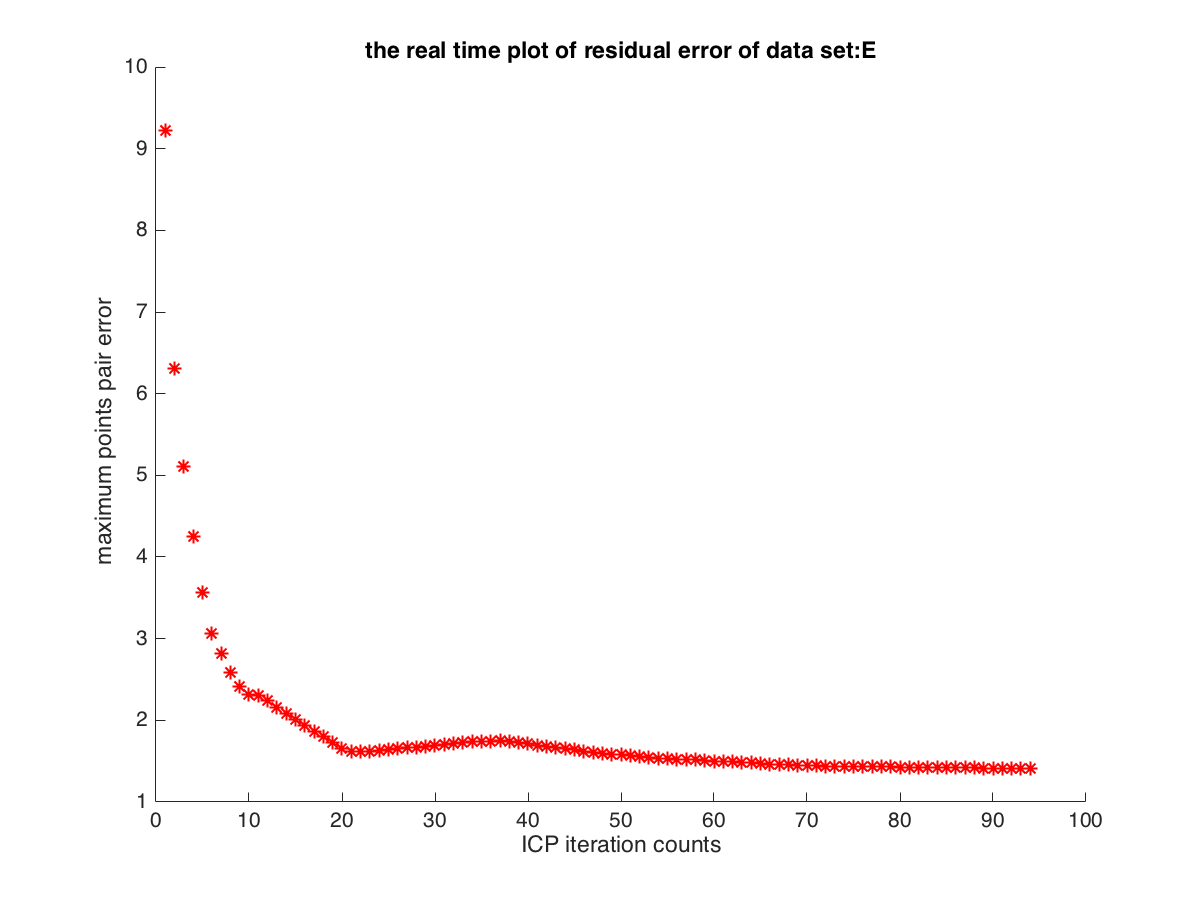 the real time plot of residual error of data set:E
10
9
8
7
6
5
4
3
2
1
maximum points pair error
0 10 20 30 40 50 60 70 80 90 100
ICP iteration counts